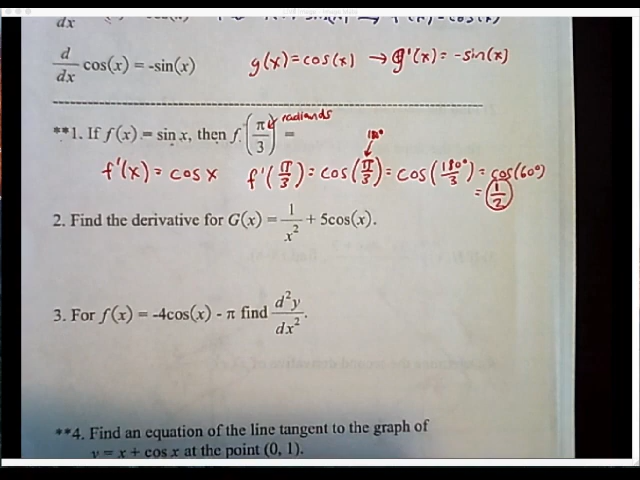 d/dx
d/dx cos(x) = -sin(x) g(x) = cos(x) → g'(x) = -sin(x)
**1. If f(x) = sin x, then f'(π/3) = radiands
180°
f'(x) = cos x f'(π/3) = cos(π/3) = cos(180°/3) = cos(60°)
= 1/2
2. Find the derivative for G(x) = 1/x² + 5cos(x).
3. For f(x) = -4cos(x) - π find d²y/dx².
**4. Find an equation of the line tangent to the graph of
y = x + cos x at the point (0, 1).